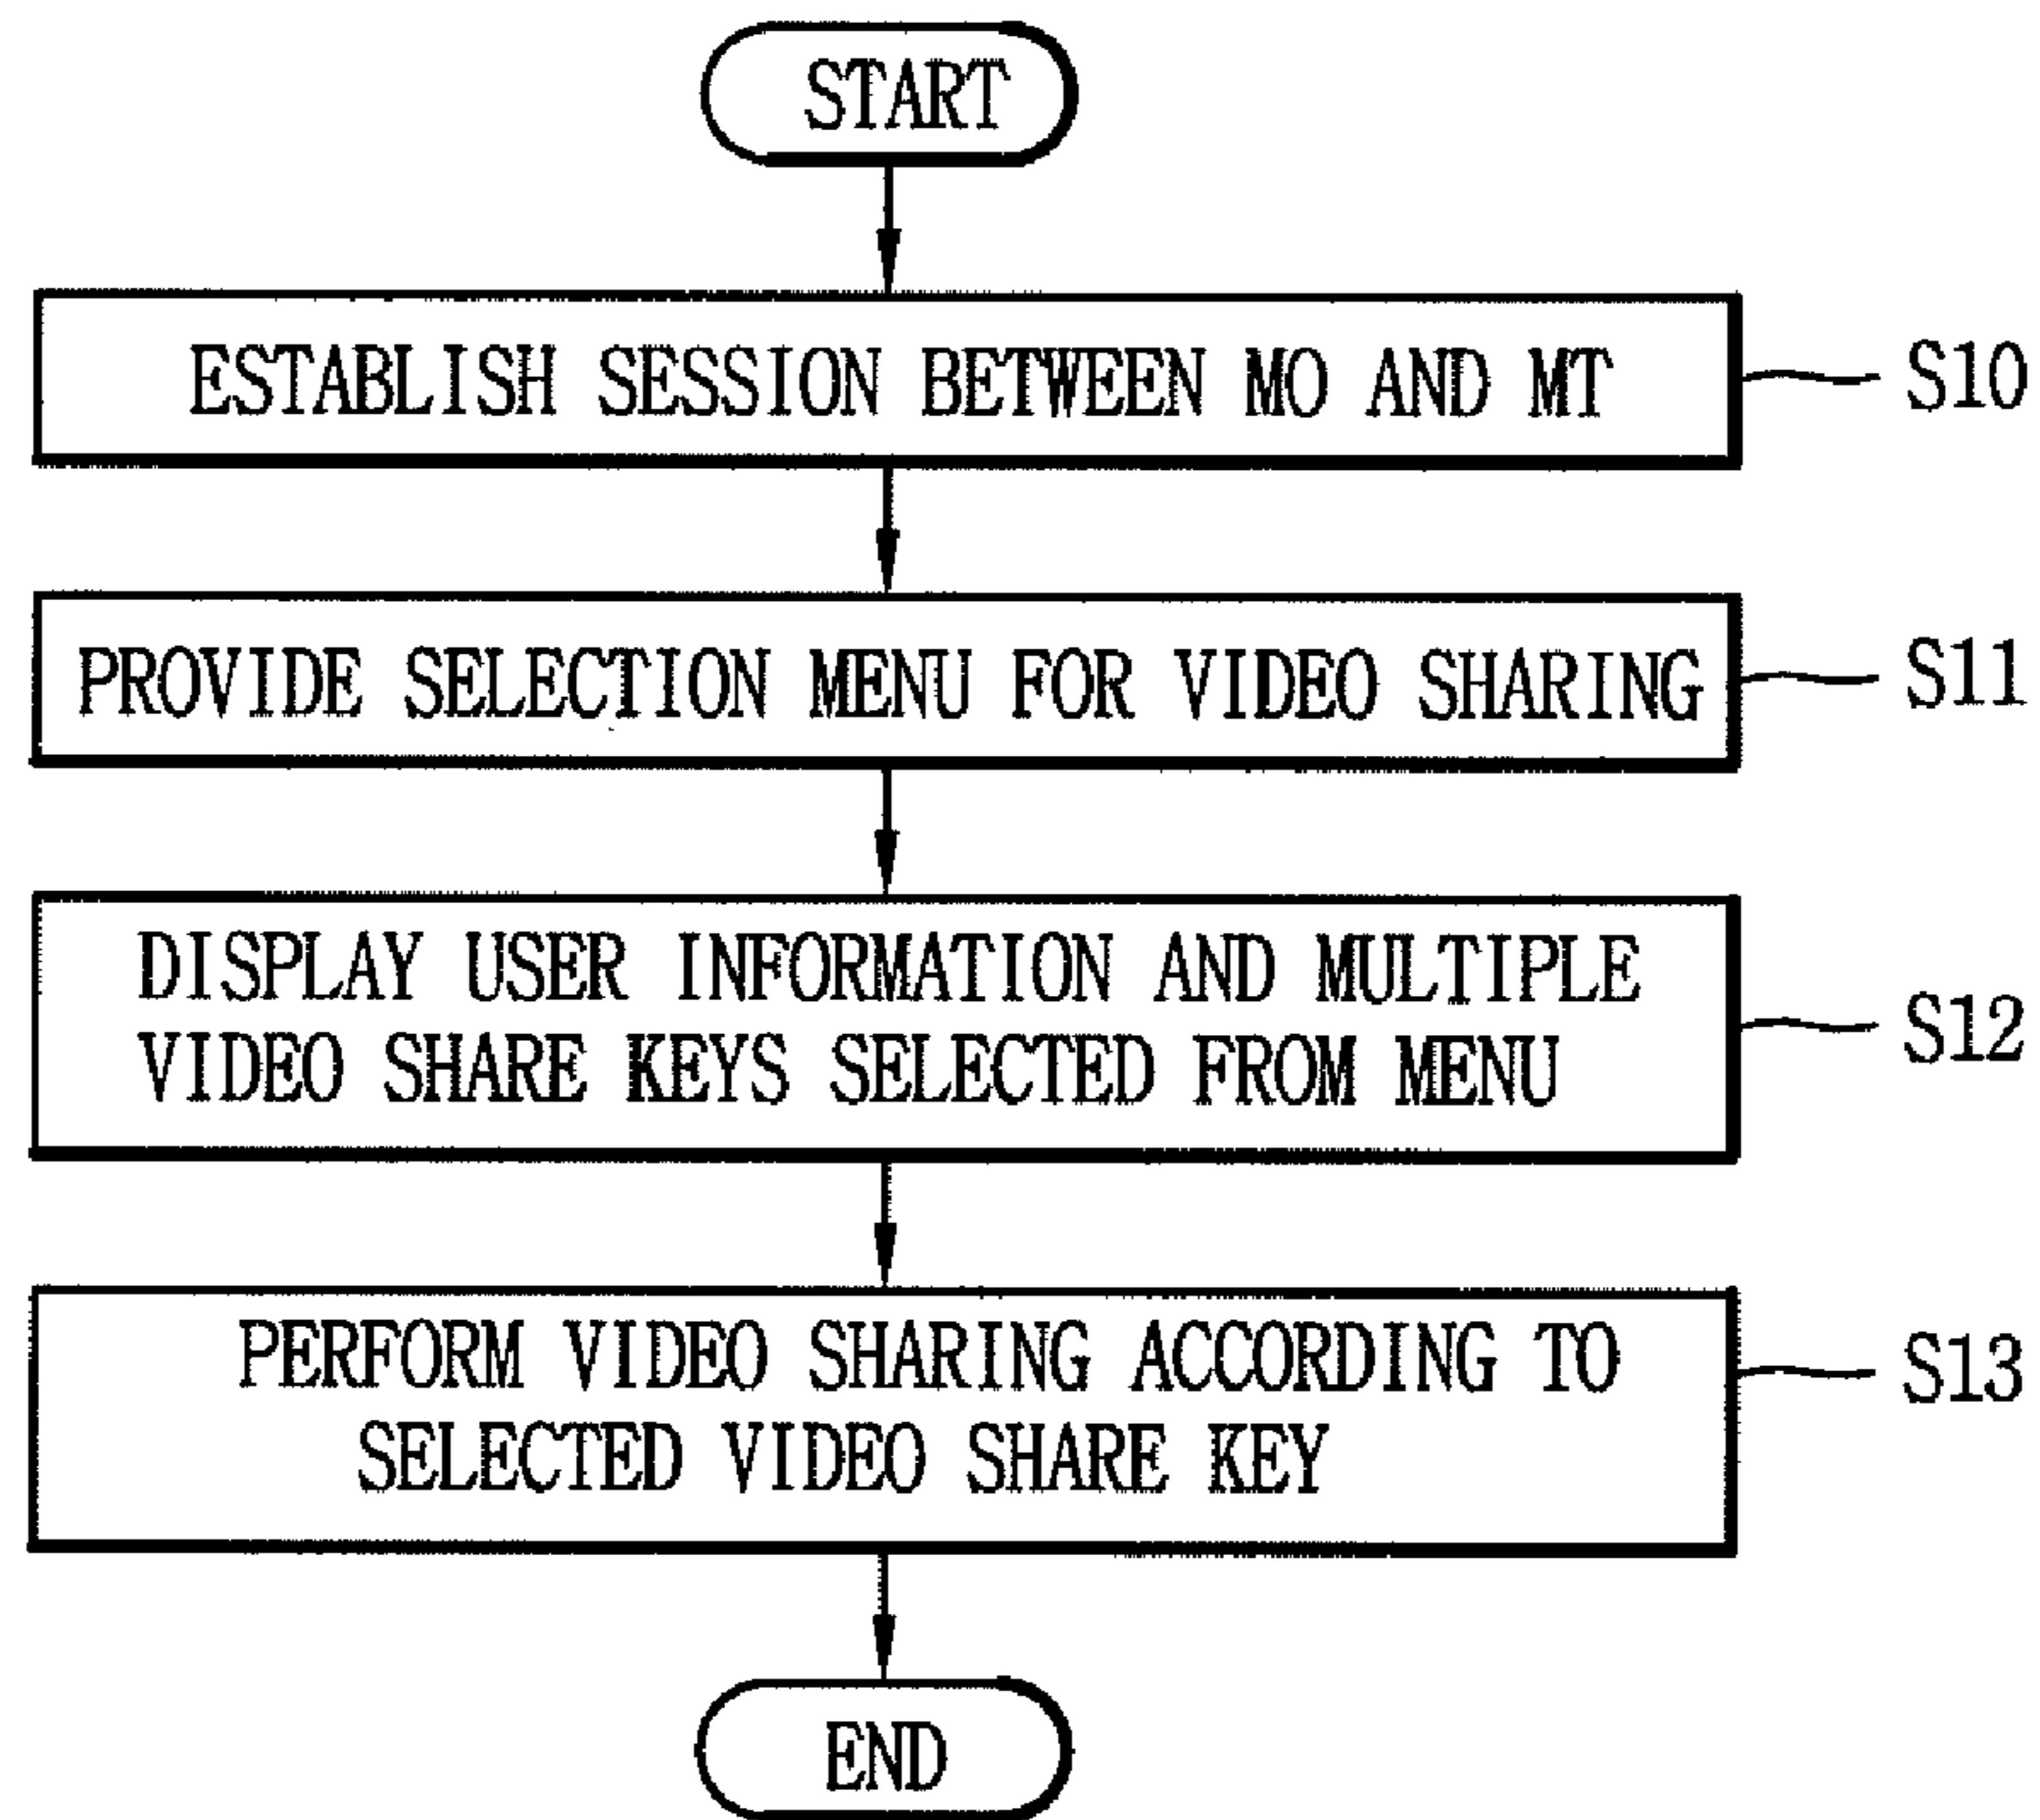 START
ESTABLISH SESSION BETWEEN MO AND MT
S10
PROVIDE SELECTION MENU FOR VIDEO SHARING
S11
DISPLAY USER INFORMATION AND MULTIPLE
VIDEO SHARE KEYS SELECTED FROM MENU
S12
PERFORM VIDEO SHARING ACCORDING TO
SELECTED VIDEO SHARE KEY
S13
END